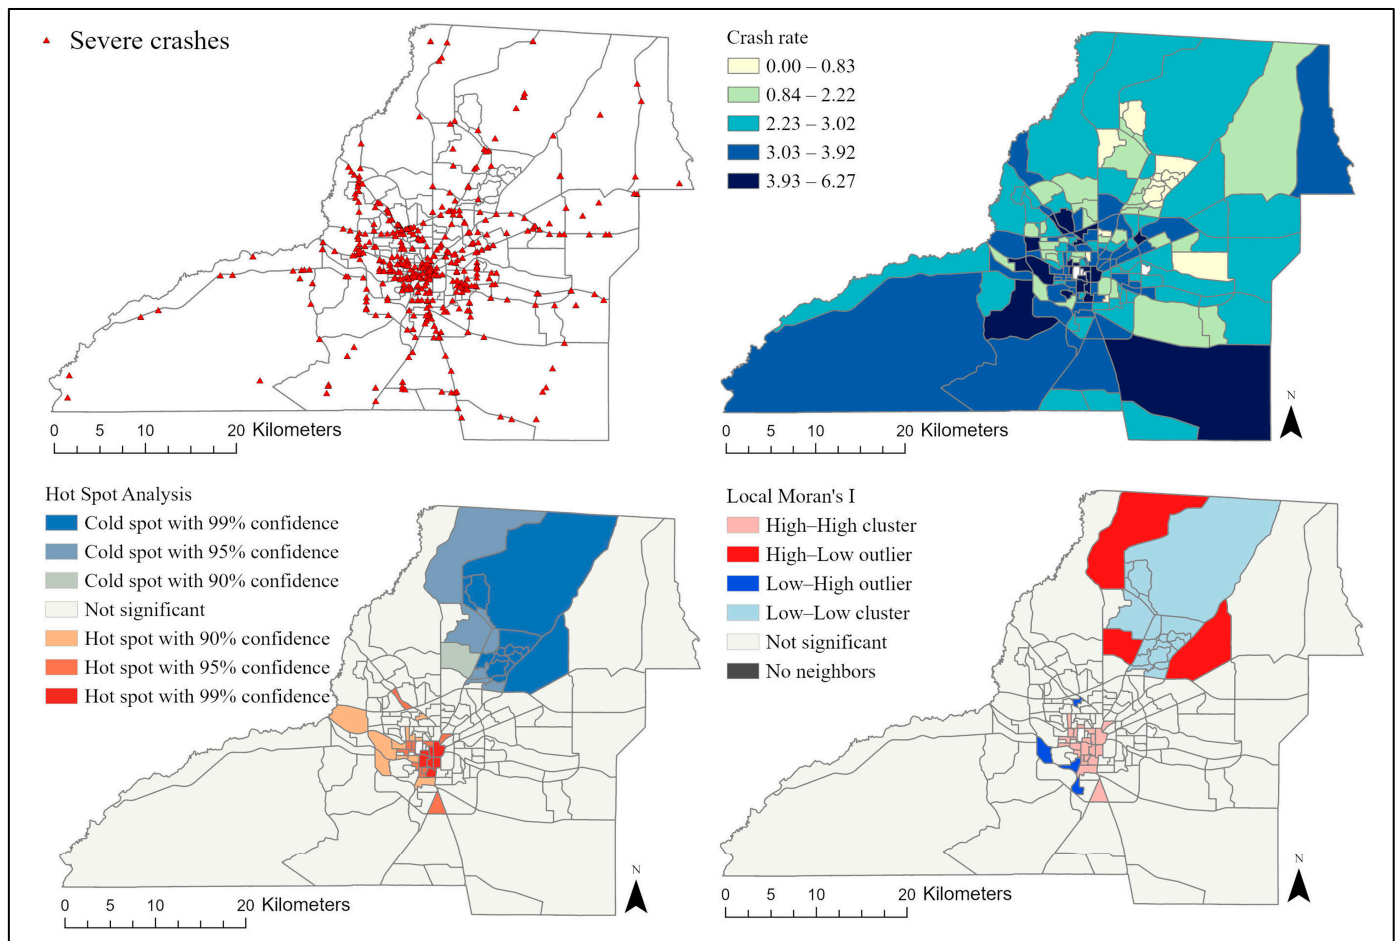 Severe crashes
0 5 10 20 Kilometers
Crash rate
0.00 – 0.83
0.84 – 2.22
2.23 – 3.02
3.03 – 3.92
3.93 – 6.27
N
0 5 10 20 Kilometers
Hot Spot Analysis
Cold spot with 99% confidence
Cold spot with 95% confidence
Cold spot with 90% confidence
Not significant
Hot spot with 90% confidence
Hot spot with 95% confidence
Hot spot with 99% confidence
N
0 5 10 20 Kilometers
Local Moran's I
High–High cluster
High–Low outlier
Low–High outlier
Low–Low cluster
Not significant
No neighbors
N
0 5 10 20 Kilometers